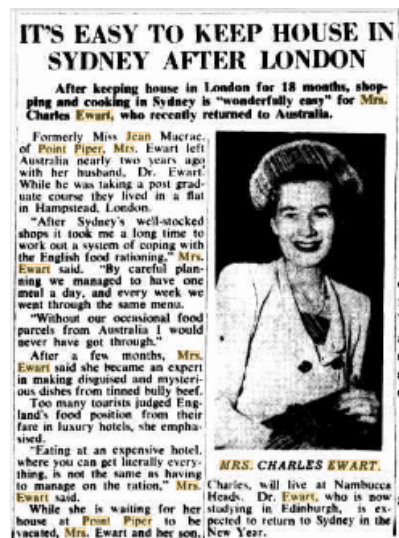 IT'S EASY TO KEEP HOUSE IN
SYDNEY AFTER LONDON
After keeping house in London for 18 months, shop-
ping and cooking in Sydney is "wonderfully easy" for Mrs.
Charles Ewart, who recently returned to Australia.
Formerly Miss Jean Macrae,
of Point Piper, Mrs. Ewart left
Australia nearly two years ago
with her husband, Dr. Ewart.
While he was taking a post grad-
uate course they lived in a flat
in Hampstead, London.
"After Sydney's well-stocked
shops it took me a long time to
work out a system of coping with
the English food rationing," Mrs.
Ewart said. "By careful plan-
ning we managed to have one
meal a day, and every week we
went through the same menu.
"Without our occasional food
parcels from Australia I would
never have got through."
After a few months, Mrs.
Ewart said she became an expert
in making disguised and mysteri-
ous dishes from tinned bully beef.
Too many tourists judged Eng-
land's food position from their
fare in luxury hotels, she empha-
sised.
"Eating at an expensive hotel,
where you can get literally every-
thing, is not the same as having
to manage on the ration," Mrs.
Ewart said.
While she is waiting for her
house at Point Piper to be
vacated, Mrs. Ewart and her son,
MRS. CHARLES EWART.
Charles, will live at Nambucca
Heads. Dr. Ewart, who is now
studying in Edinburgh, is ex-
pected to return to Sydney in the
New Year.